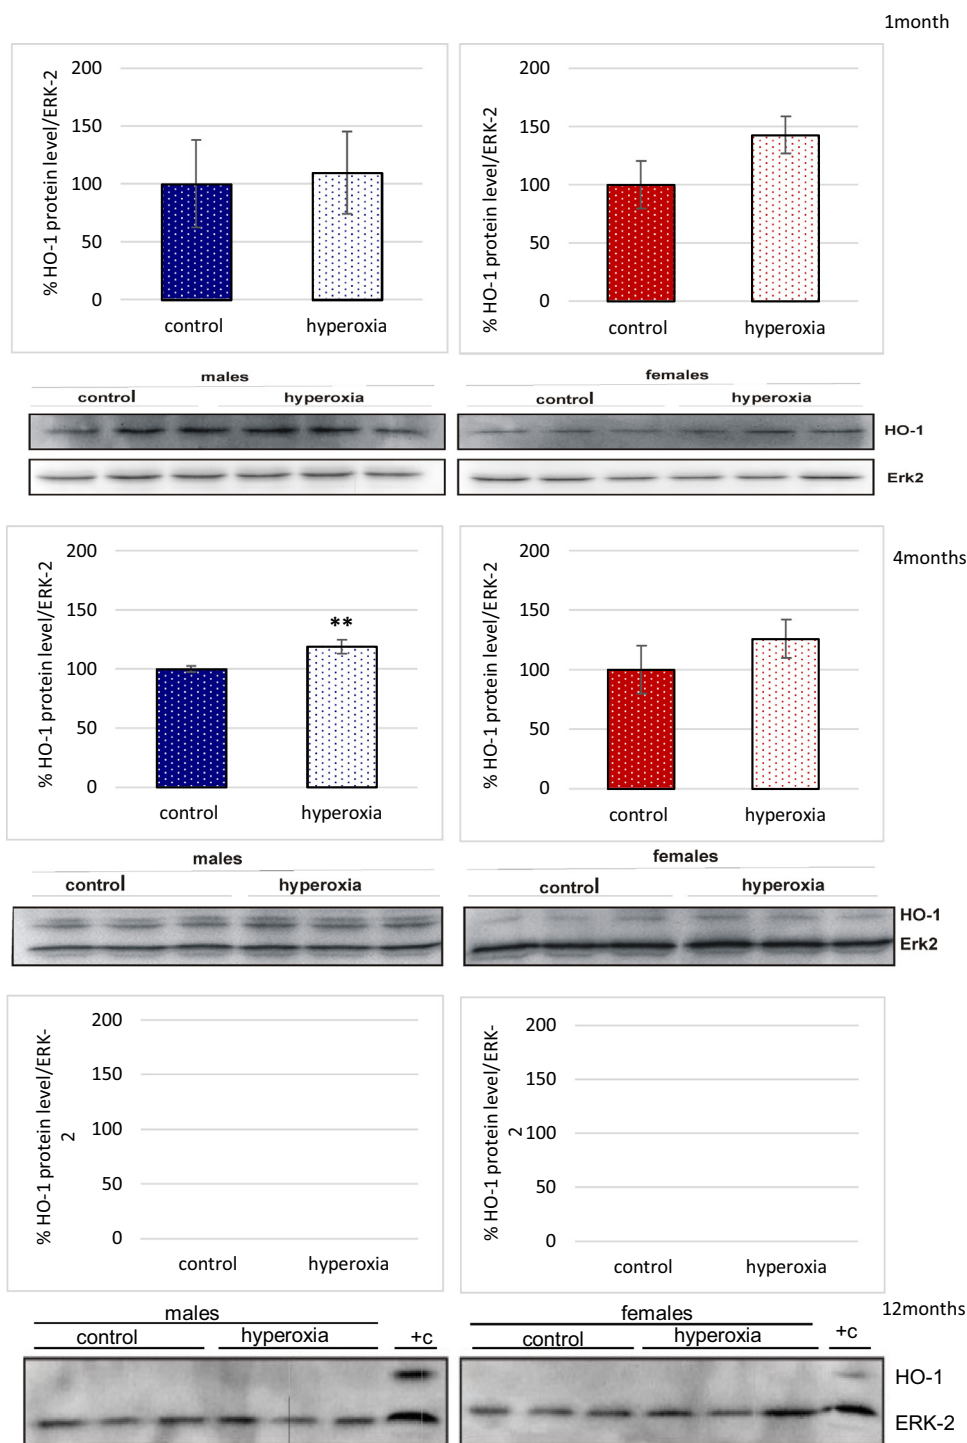 1month
% HO-1 protein level/ERK-2
200
150
100
50
0
control hyperoxia
% HO-1 protein level/ERK-2
200
150
100
50
0
control hyperoxia
males
control hyperoxia
females
control hyperoxia
HO-1
Erk2
4months
% HO-1 protein level/ERK-2
200
150
100
50
0
**
control hyperoxia
% HO-1 protein level/ERK-2
200
150
100
50
0
control hyperoxia
males
control hyperoxia
females
control hyperoxia
HO-1
Erk2
% HO-1 protein level/ERK-
2
200
150
100
50
0
control hyperoxia
% HO-1 protein level/ERK-
2
200
150
100
50
0
control hyperoxia
12months
males
control hyperoxia +c
females
control hyperoxia +c
HO-1
ERK-2